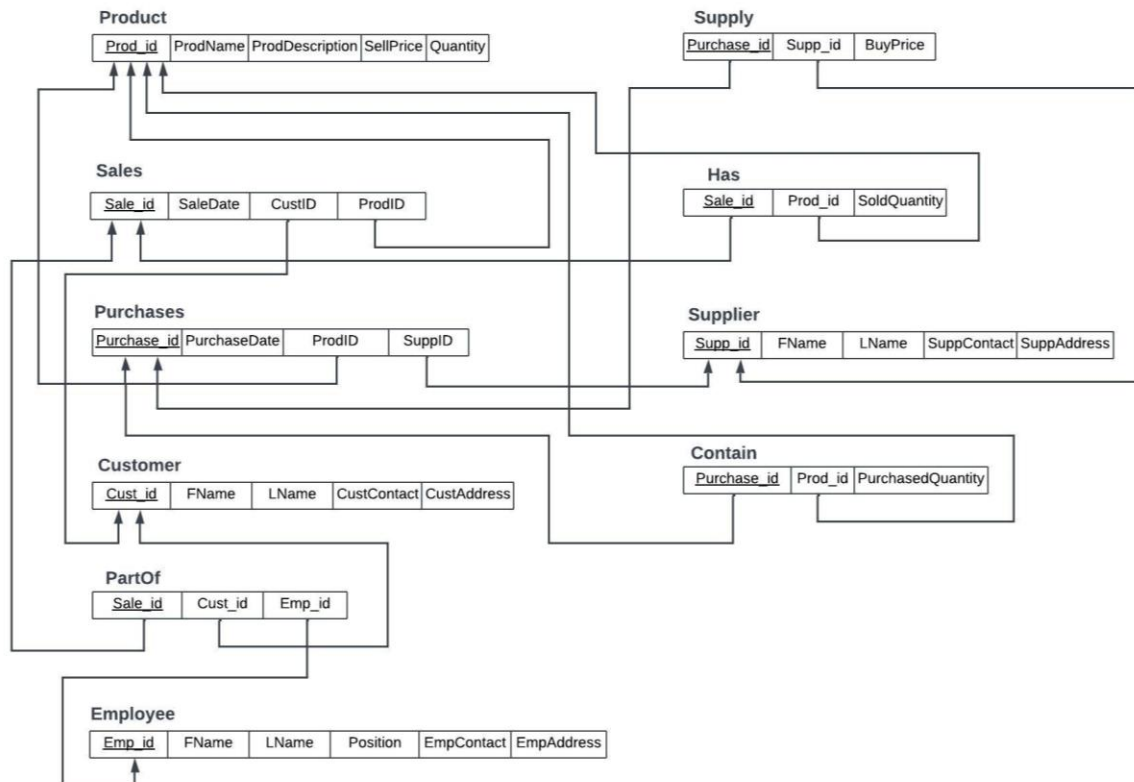 Product
Prod_id ProdName ProdDescription SellPrice Quantity
Supply
Purchase_id Supp_id BuyPrice
Sales
Sale_id SaleDate CustID ProdID
Has
Sale_id Prod_id SoldQuantity
Purchases
Purchase_id PurchaseDate ProdID SuppID
Supplier
Supp_id FName LName SuppContact SuppAddress
Customer
Cust_id FName LName CustContact CustAddress
Contain
Purchase_id Prod_id PurchasedQuantity
PartOf
Sale_id Cust_id Emp_id
Employee
Emp_id FName LName Position EmpContact EmpAddress